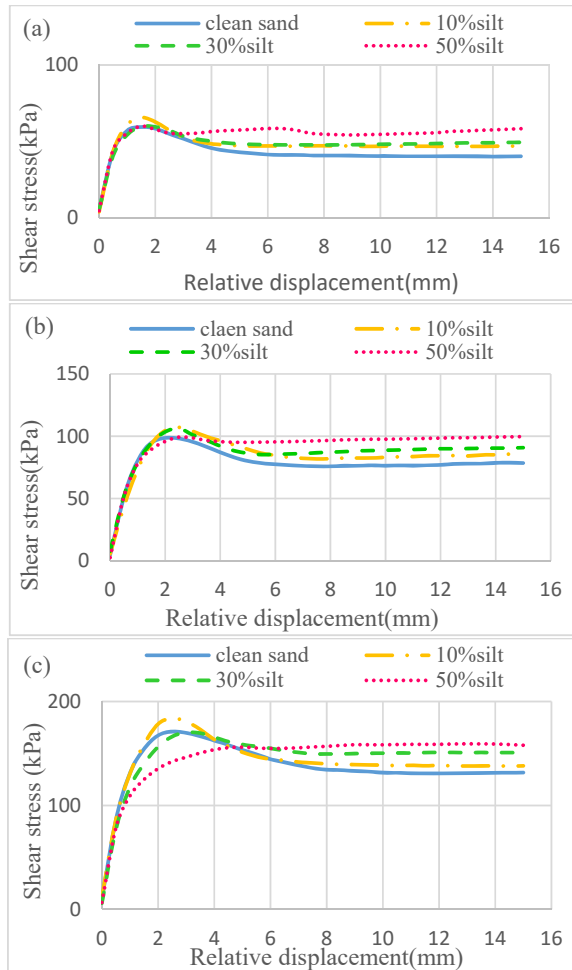 (a)
clean sand 10%silt
30%silt 50%silt
100
0
0 2 4 6 8 10 12 14 16
Shear stress(kPa)
Relative displacement(mm)
(b)
claen sand 10%silt
30%silt 50%silt
150
100
50
0
0 2 4 6 8 10 12 14 16
Shear stress(kPa)
Relative displacement(mm)
(c)
clean sand 10%silt
30%silt 50%silt
200
100
0
0 2 4 6 8 10 12 14 16
Shear stress (kPa)
Relative displacement(mm)